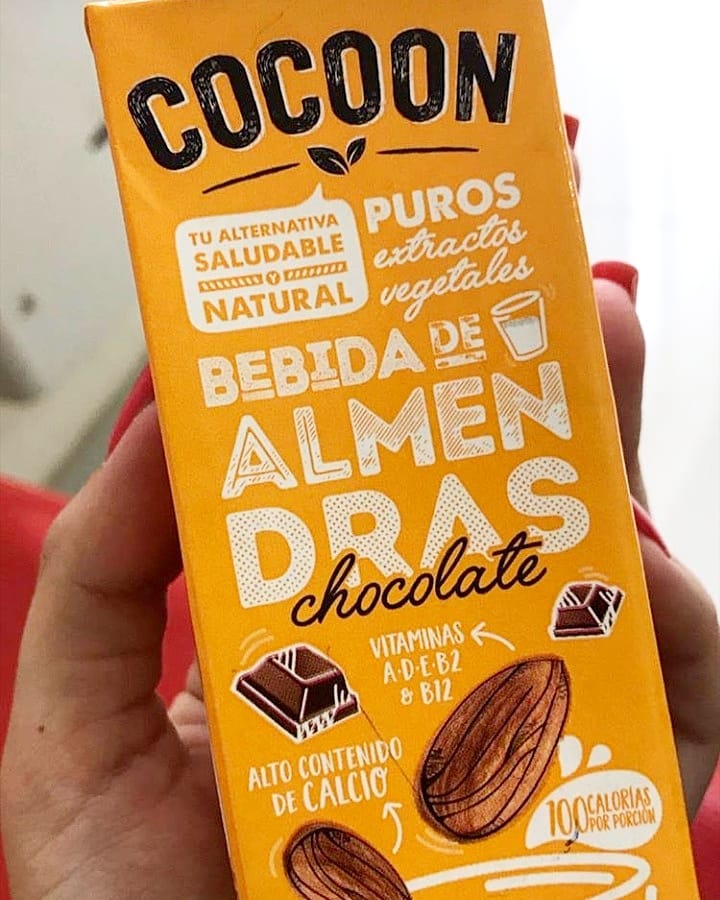 COCOON
TU ALTERNATIVA
SALUDABLE
Y
NATURAL
PUROS
extractos
vegetales
BEBIDA DE
ALMEN
DRAS
chocolate
VITAMINAS
A·D·E·B2
& B12
ALTO CONTENIDO
DE CALCIO
100 CALORÍAS
POR PORCIÓN